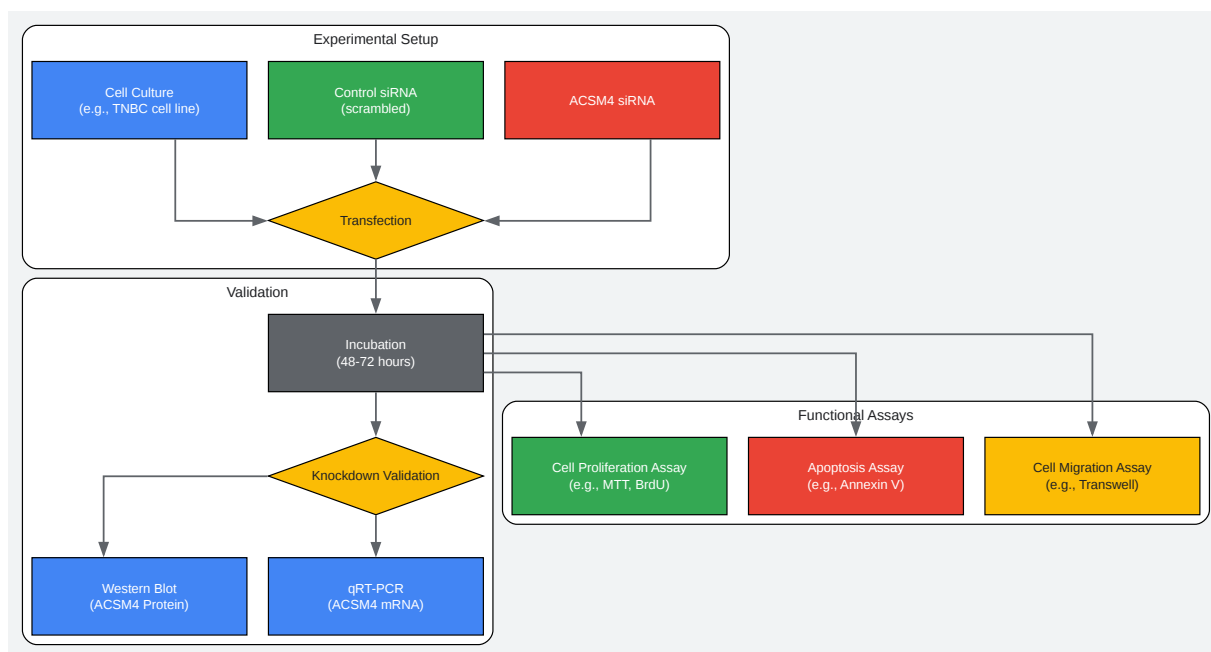 Experimental Setup
Cell Culture
(e.g., TNBC cell line)
Control siRNA
(scrambled)
ACSM4 siRNA
Transfection
Validation
Incubation
(48-72 hours)
Functional Assays
Cell Proliferation Assay
(e.g., MTT, BrdU)
Apoptosis Assay
(e.g., Annexin V)
Cell Migration Assay
(e.g., Transwell)
Knockdown Validation
Western Blot
(ACSM4 Protein)
qRT-PCR
(ACSM4 mRNA)